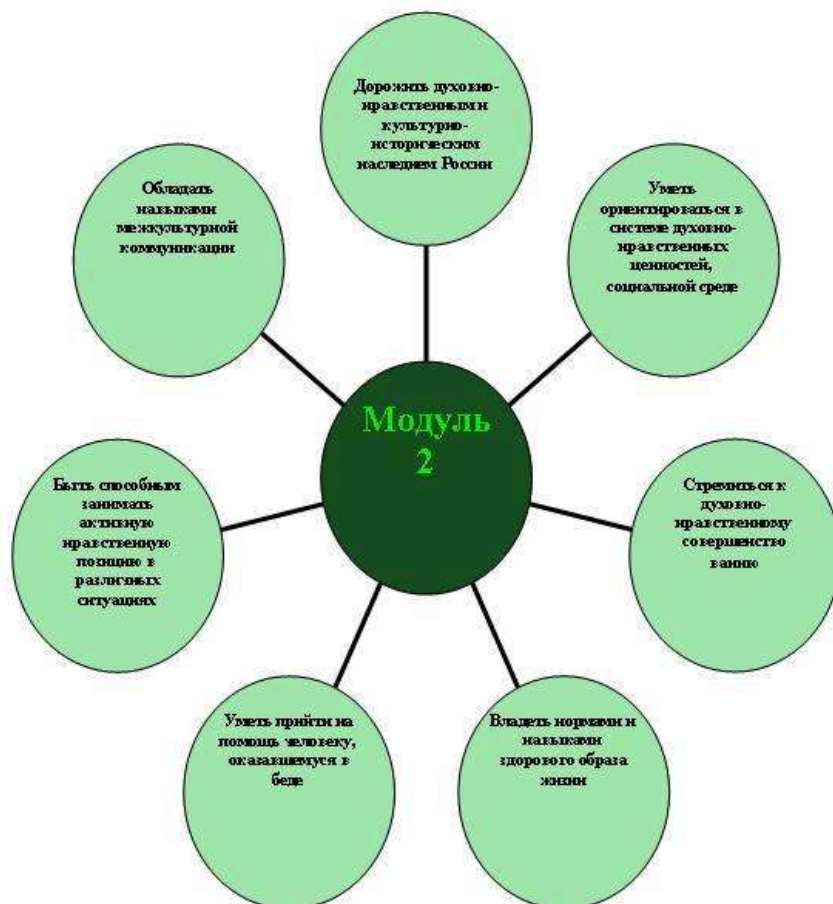 Дорожить духовно-
нравственным и
культурно-
историческим
наследием России
Обладать
навыками
межкультурной
коммуникации
Уметь
ориентироваться в
системе духовно-
нравственных
ценностей,
социальной среде
Модуль
2
Быть способным
занимать
активную
нравственную
позицию в
различных
ситуациях
Стремиться к
духовно-
нравственному
совершенство
ванию
Уметь прийти на
помощь человеку,
оказавшемуся в
беде
Владеть нормами и
навыками
здорового образа
жизни